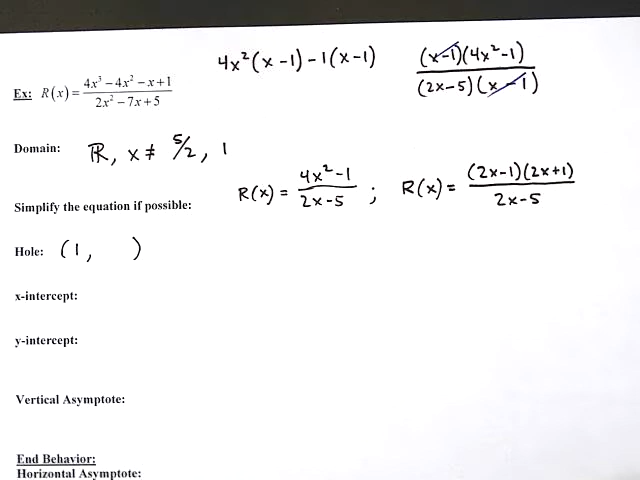 4x²(x-1)-1(x-1)
(x-1)(4x²-1)
(2x-5)(x-1)
Ex: R(x) = 4x³-4x²-x+1 / 2x²-7x+5
Domain: ℝ, x ≠ 5/2, 1
Simplify the equation if possible: R(x) = 4x²-1 / 2x-5 ; R(x) = (2x-1)(2x+1) / 2x-5
Hole: (1, )
x-intercept:
y-intercept:
Vertical Asymptote:
End Behavior:
Horizontal Asymptote: